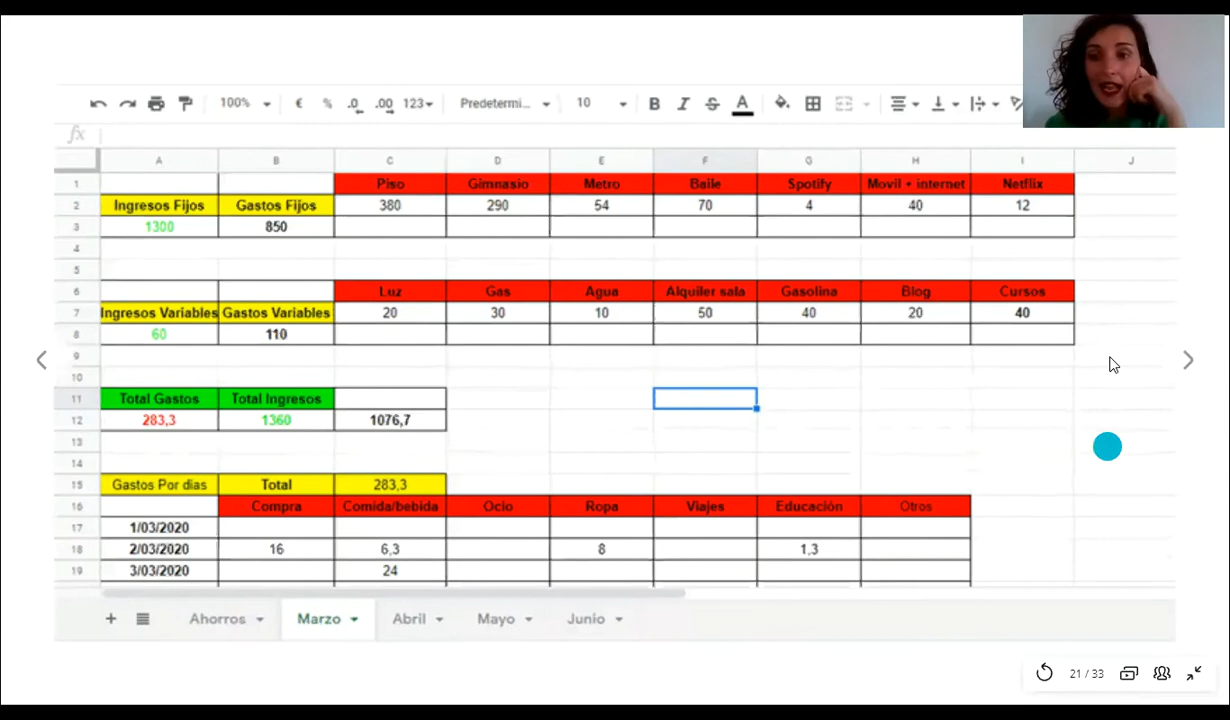 100% € % .0 .00 123 Predetermi... 10 B I S A
fx
A B C D E F G H I J
1 Piso Gimnasio Metro Baile Spotify Movil + internet Netflix
2 Ingresos Fijos Gastos Fijos 380 290 54 70 4 40 12
3 1300 850
4
5
6 Luz Gas Agua Alquiler sala Gasolina Blog Cursos
7 Ingresos Variables Gastos Variables 20 30 10 50 40 20 40
8 60 110
9
10
11 Total Gastos Total Ingresos
12 283,3 1360 1076,7
13
14
15 Gastos Por dias Total 283,3
16 Compra Comida/bebida Ocio Ropa Viajes Educación Otros
17 1/03/2020
18 2/03/2020 16 6,3 8 1,3
19 3/03/2020 24
+ Ahorros Marzo Abril Mayo Junio
21 / 33